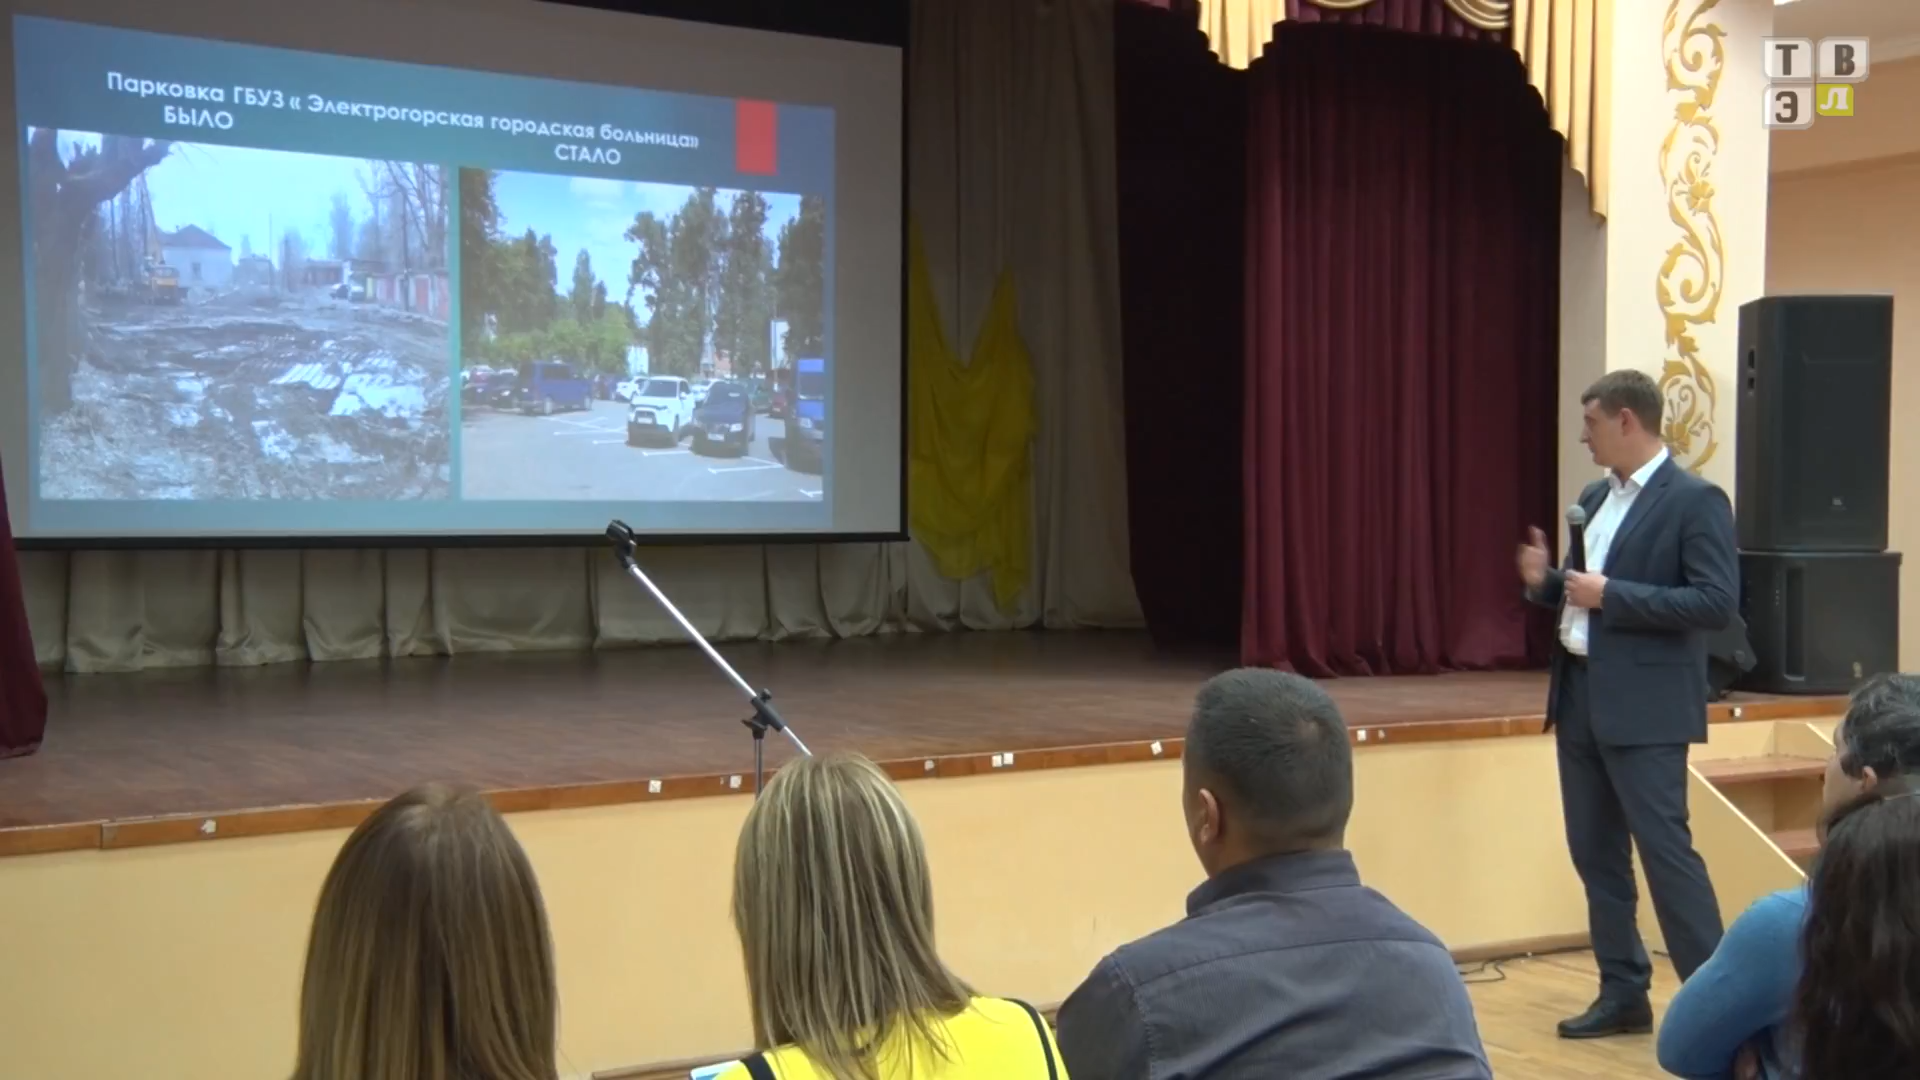 Парковка ГБУЗ « Электрогорская городская больница»
БЫЛО
СТАЛО
ТВ
ЭЛ